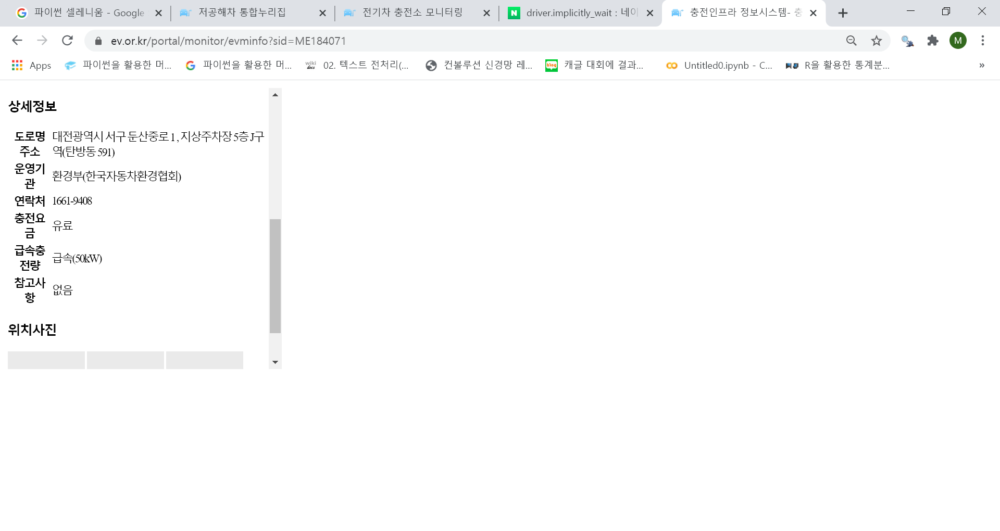 파이썬 셀레니움 - Google
저공해차 통합누리집
전기차 충전소 모니터링
driver.implicitly_wait : 네이
충전인프라 정보시스템- 충
ev.or.kr/portal/monitor/evminfo?sid=ME184071
M
Apps
파이썬을 활용한 머...
파이썬을 활용한 머...
wiki
docs
02. 텍스트 전처리(...
컨볼루션 신경망 레...
blog
캐글 대회에 결과...
Untitled0.ipynb - C...
R을 활용한 통계분...
»
상세정보
도로명
주소
대전광역시 서구 둔산중로 1 , 지상주차장 5층 J구
역(탄방동 591)
운영기
관
환경부(한국자동차환경협회)
연락처
1661-9408
충전요
금
유료
급속충
전량
급속(50kW)
참고사
항
없음
위치사진